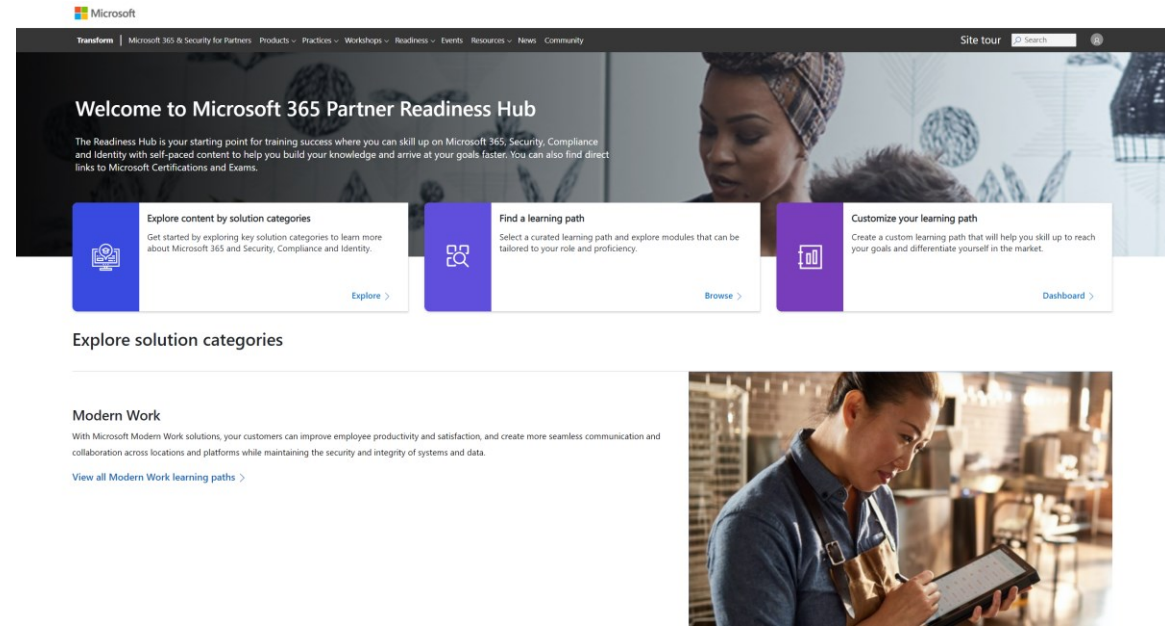 Microsoft
Transform | Microsoft 365 & Security for Partners Products Practices Workshops Readiness Events Resources News Community
Site tour Search
Welcome to Microsoft 365 Partner Readiness Hub
The Readiness Hub is your starting point for training success where you can skill up on Microsoft 365, Security, Compliance
and Identity with self-paced content to help you build your knowledge and arrive at your goals faster. You can also find direct
links to Microsoft Certifications and Exams.
Explore content by solution categories
Get started by exploring key solution categories to learn more
about Microsoft 365 and Security, Compliance and Identity.
Explore
Find a learning path
Select a curated learning path and explore modules that can be
tailored to your role and proficiency.
Browse
Customize your learning path
Create a custom learning path that will help you skill up to reach
your goals and differentiate yourself in the market.
Dashboard
Explore solution categories
Modern Work
With Microsoft Modern Work solutions, your customers can improve employee productivity and satisfaction, and create more seamless communication and
collaboration across locations and platforms while maintaining the security and integrity of systems and data.
View all Modern Work learning paths